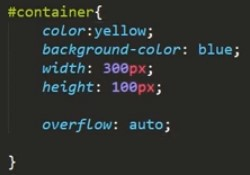 #container{
color:yellow;
background-color: blue;
width: 300px;
height: 100px;
overflow: auto;
}